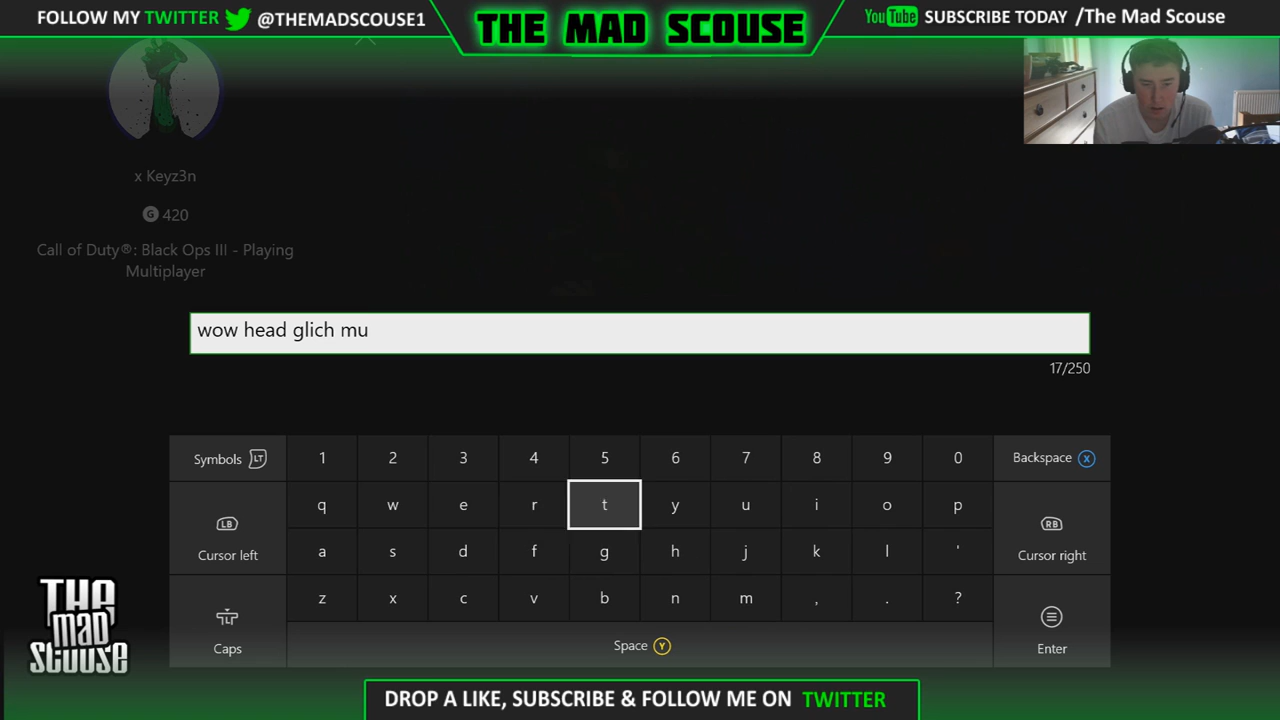 FOLLOW MY TWITTER @THEMADSCOUSE1
THE MAD SCOUSE
YouTube SUBSCRIBE TODAY /The Mad Scouse
x Keyz3n
G 420
Call of Duty®: Black Ops III - Playing
Multiplayer
wow head glich mu
17/250
Symbols LT 1 2 3 4 5 6 7 8 9 0 Backspace X
q w e r t y u i o p
LB Cursor left a s d f g h j k l ' RB Cursor right
z x c v b n m , . ?
Caps Space Y Enter
THE
MAD
SCOUSE
DROP A LIKE, SUBSCRIBE & FOLLOW ME ON TWITTER